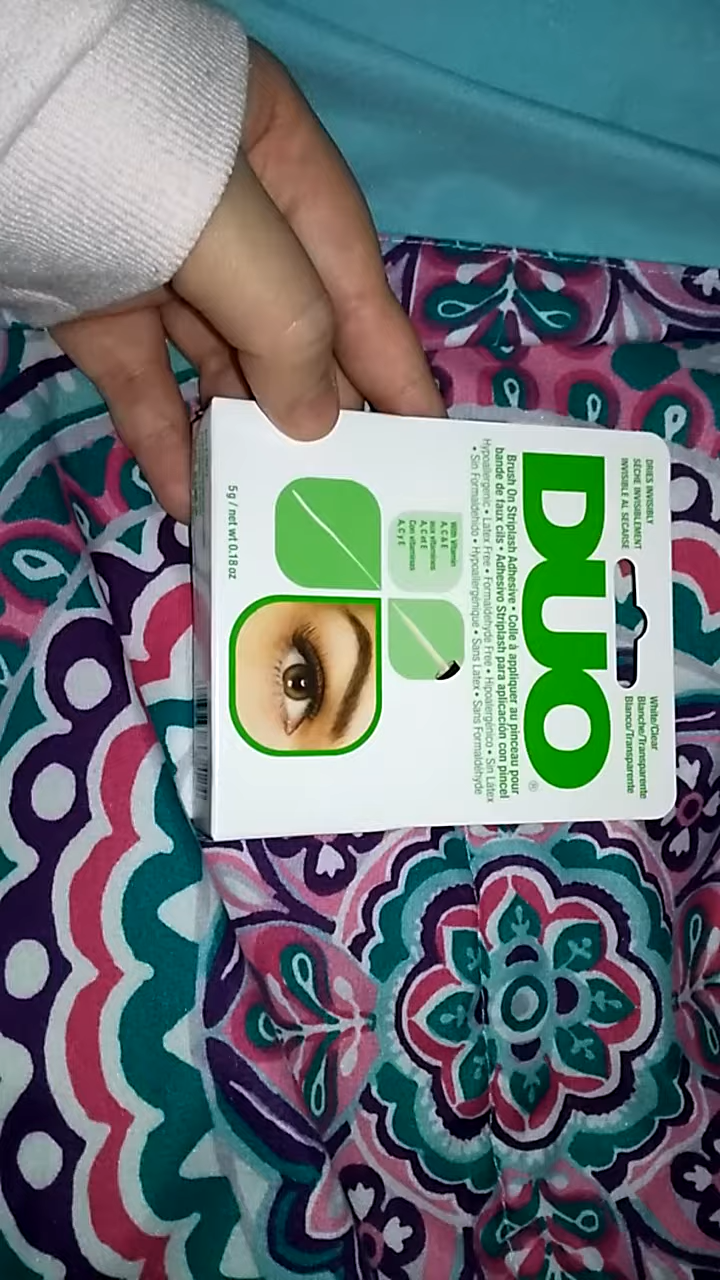 DRIES INVISIBLY
SÈCHE INVISIBLEMENT
INVISIBLE AL SECARSE
White/Clear
Blanche/Transparente
Blanco/Transparente
DUO®
Brush On Striplash Adhesive • Colle à appliquer au pinceau pour
bande de faux cils • Adhesivo Striplash para aplicación con pincel
Hypoallergenic • Latex Free • Formaldehyde Free • Hipoalergénico • Sin Látex
• Sin Formaldehído • Hypoallergénique • Sans Latex • Sans Formaldéhyde
With Vitamin
A, C & E
aux vitamines
A, C et E
Con vitaminas
A, C y E
5g / net wt 0.18 oz